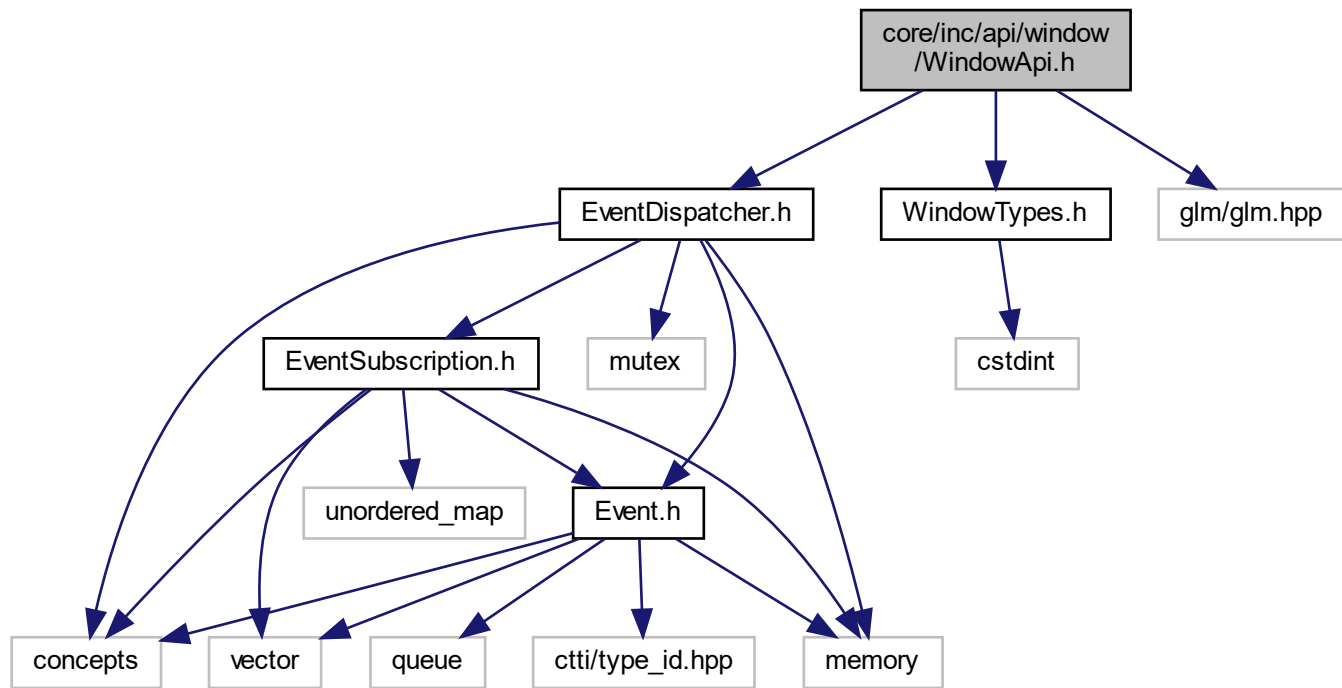 core/inc/api/window
/WindowApi.h
EventDispatcher.h
WindowTypes.h
glm/glm.hpp
EventSubscription.h
mutex
cstdint
unordered_map
Event.h
concepts
vector
queue
ctti/type_id.hpp
memory